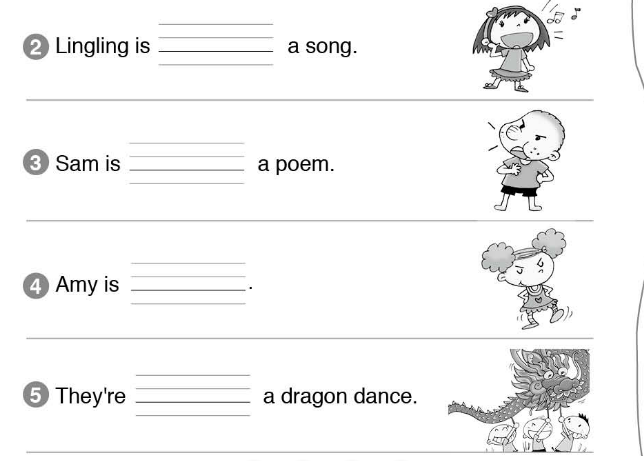 2 Lingling is a song.
3 Sam is a poem.
4 Amy is .
5 They're a dragon dance.